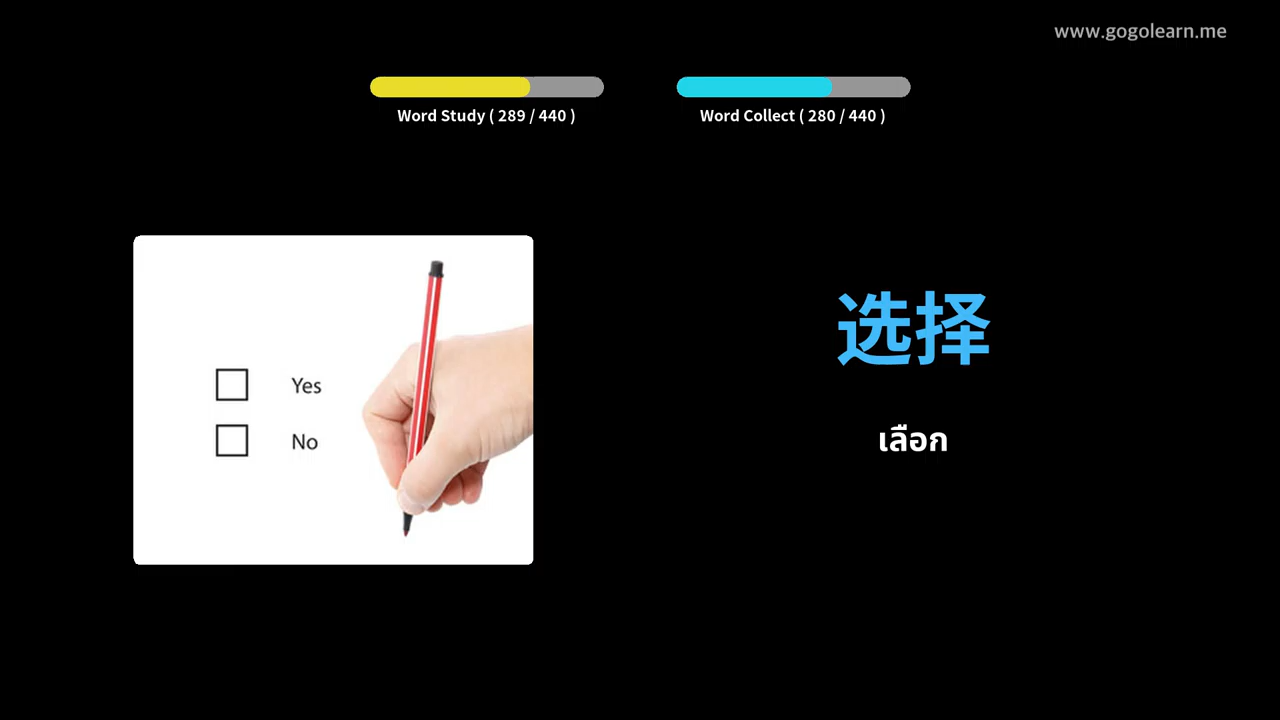 www.gogolearn.me
Word Study ( 289 / 440 )
Word Collect ( 280 / 440 )
Yes
No
选择
เลือก